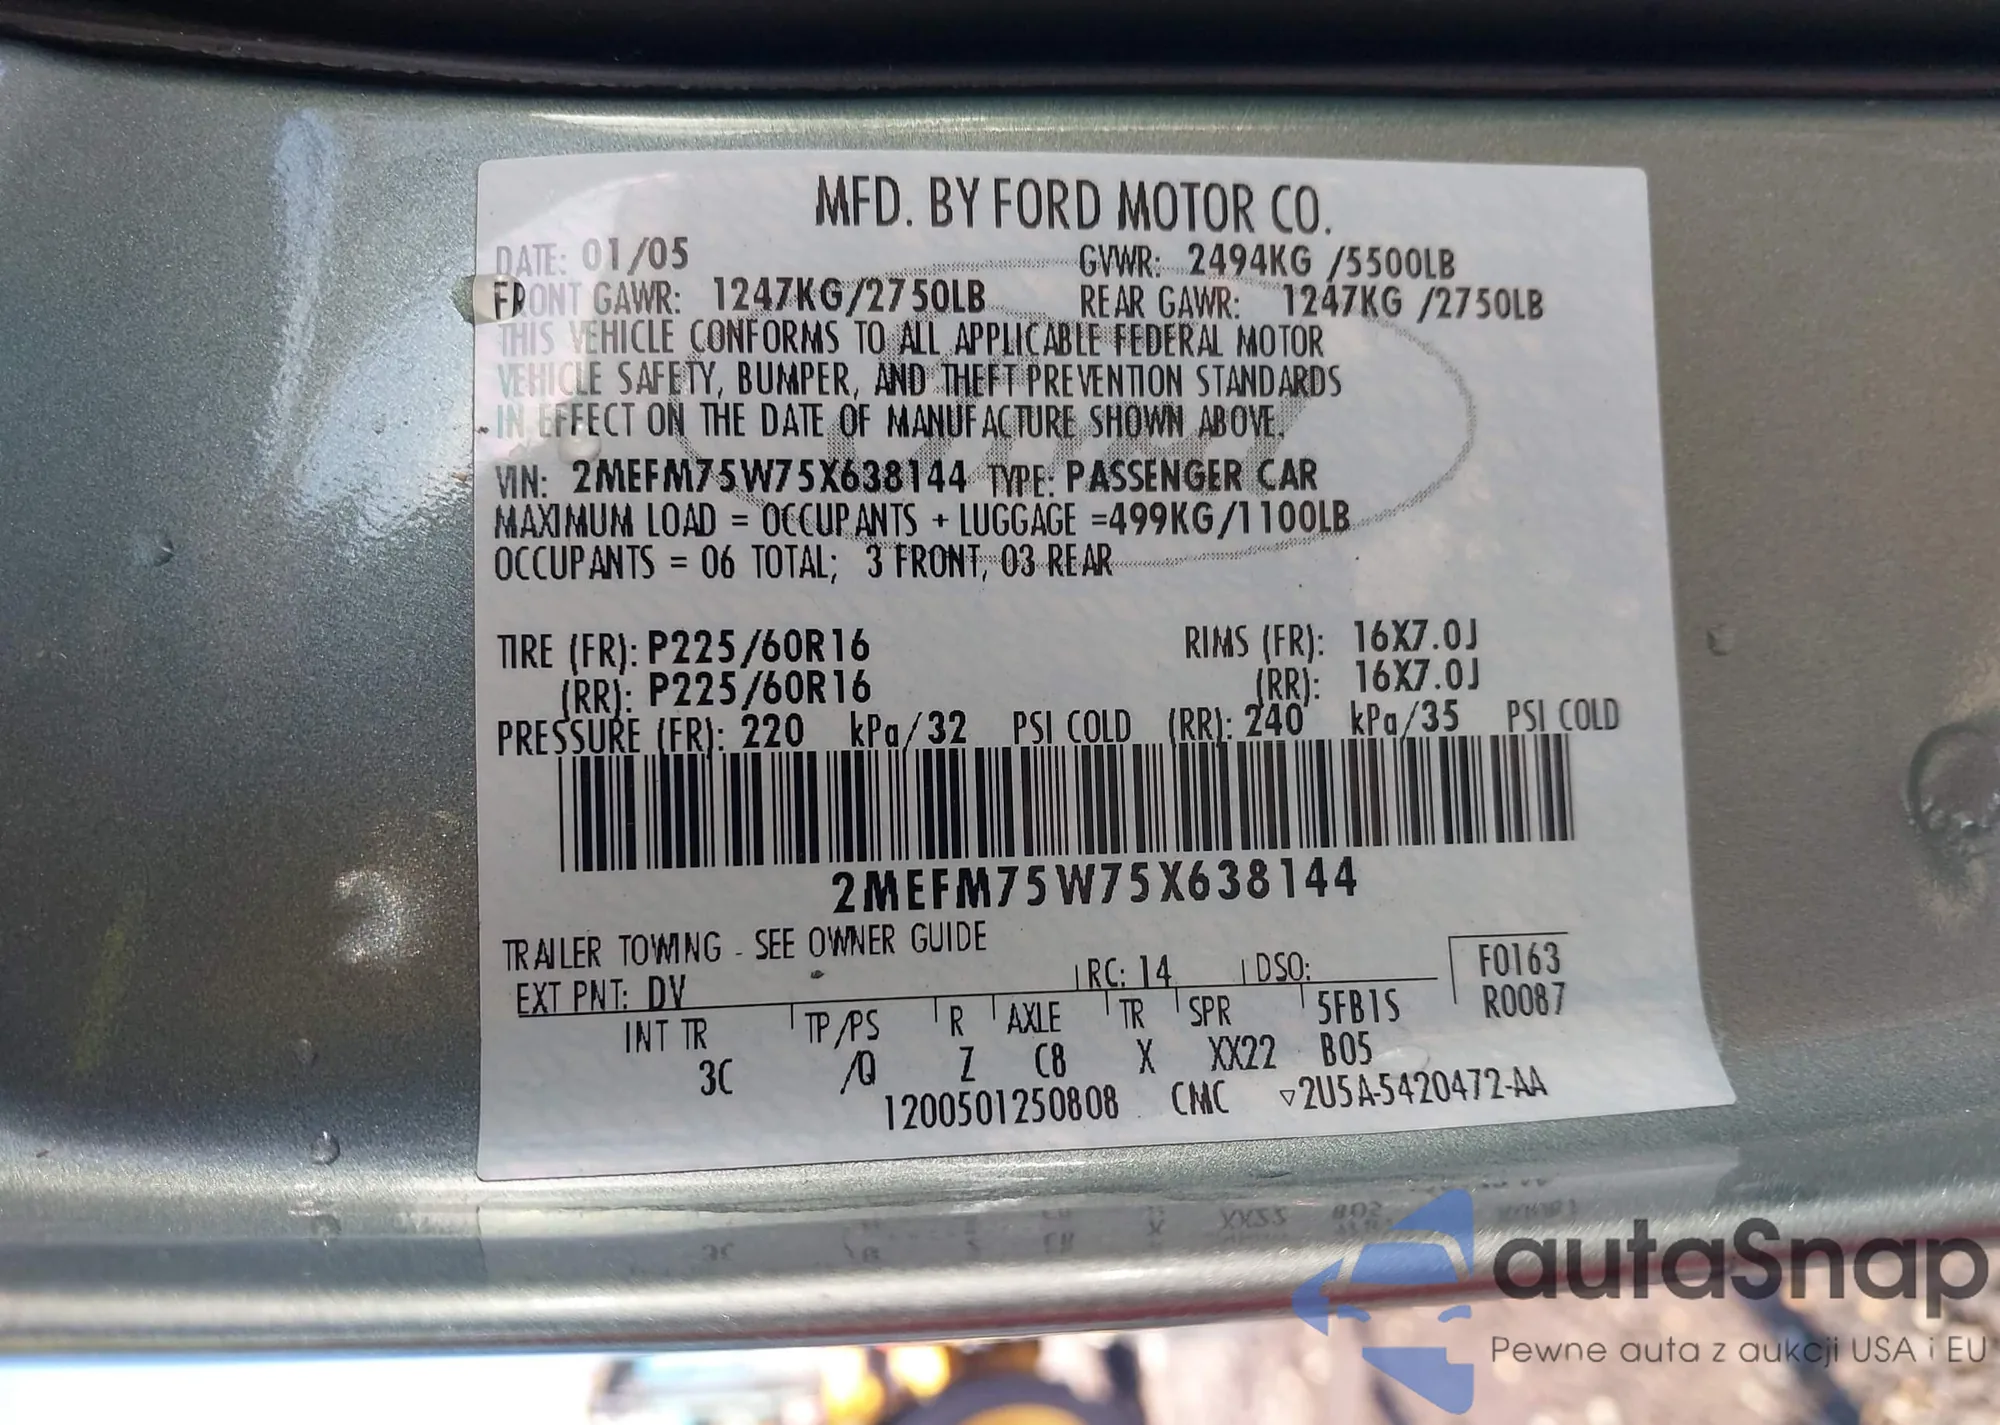 MFD. BY FORD MOTOR CO.
DATE: 01/05 GVWR: 2494KG /5500LB
FRONT GAWR: 1247KG/2750LB REAR GAWR: 1247KG /2750LB
THIS VEHICLE CONFORMS TO ALL APPLICABLE FEDERAL MOTOR
VEHICLE SAFETY, BUMPER, AND THEFT PREVENTION STANDARDS
IN EFFECT ON THE DATE OF MANUFACTURE SHOWN ABOVE.
VIN: 2MEFM75W75X638144 TYPE: PASSENGER CAR
MAXIMUM LOAD = OCCUPANTS + LUGGAGE =499KG/1100LB
OCCUPANTS = 06 TOTAL; 3 FRONT, 03 REAR
TIRE (FR): P225/60R16 RIMS (FR): 16X7.0J
(RR): P225/60R16 (RR): 16X7.0J
PRESSURE (FR): 220 kPa/32 PSI COLD (RR): 240 kPa/35 PSI COLD
2MEFM75W75X638144
TRAILER TOWING - SEE OWNER GUIDE
EXT PNT: DV RC: 14 DSO: F0163
R0087
INT TR TP/PS R AXLE TR SPR 5FB1S
3C /Q Z C8 X XX22 B05
1200501250808 CMC ▽2U5A-5420472-AA
autaSnap
Pewne auta z aukcji USA i EU